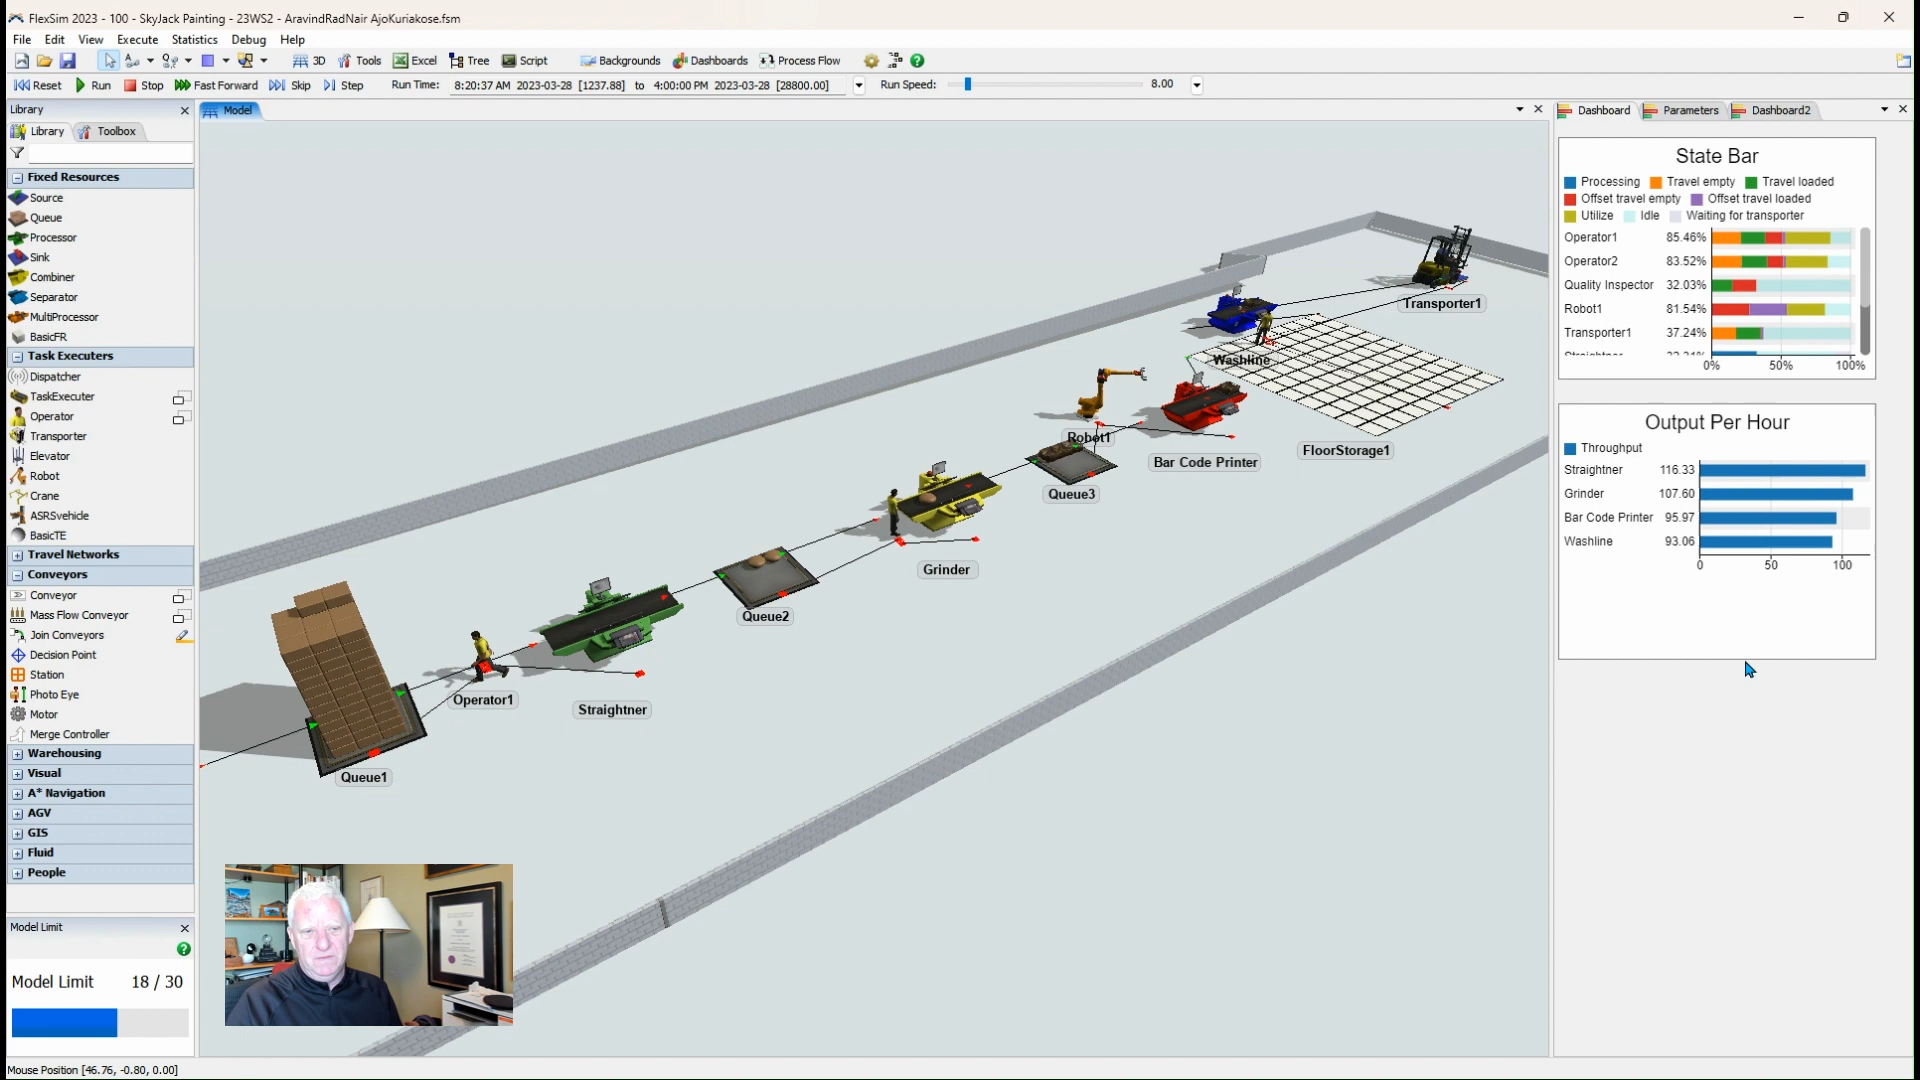 FlexSim 2023 - 100 - SkyJack Painting - 23WS2 - AravindRadNair AjoKuriakose.fsm
File Edit View Execute Statistics Debug Help
3D Tools Excel Tree Script Backgrounds Dashboards Process Flow
Reset Run Stop Fast Forward Skip Step Run Time: 8:20:37 AM 2023-03-28 [1237.88] to 4:00:00 PM 2023-03-28 [28800.00] Run Speed: 8.00
Library
Library Toolbox
Fixed Resources
Source
Queue
Processor
Sink
Combiner
Separator
MultiProcessor
BasicFR
Task Executers
Dispatcher
TaskExecuter
Operator
Transporter
Elevator
Robot
Crane
ASRSvehicle
BasicTE
Travel Networks
Conveyors
Conveyor
Mass Flow Conveyor
Join Conveyors
Decision Point
Station
Photo Eye
Motor
Merge Controller
Warehousing
Visual
A* Navigation
AGV
GIS
Fluid
People
Model Limit
Model Limit 18 / 30
Mouse Position [46.76, -0.80, 0.00]
Model
Transporter1
Washline
Robot1
FloorStorage1
Bar Code Printer
Queue3
Grinder
Queue2
Operator1
Straightner
Queue1
Dashboard Parameters Dashboard2
State Bar
Processing Travel empty Travel loaded
Offset travel empty Offset travel loaded
Utilize Idle Waiting for transporter
Operator1 85.46%
Operator2 83.52%
Quality Inspector 32.03%
Robot1 81.54%
Transporter1 37.24%
0% 50% 100%
Output Per Hour
Throughput
Straightner 116.33
Grinder 107.60
Bar Code Printer 95.97
Washline 93.06
0 50 100